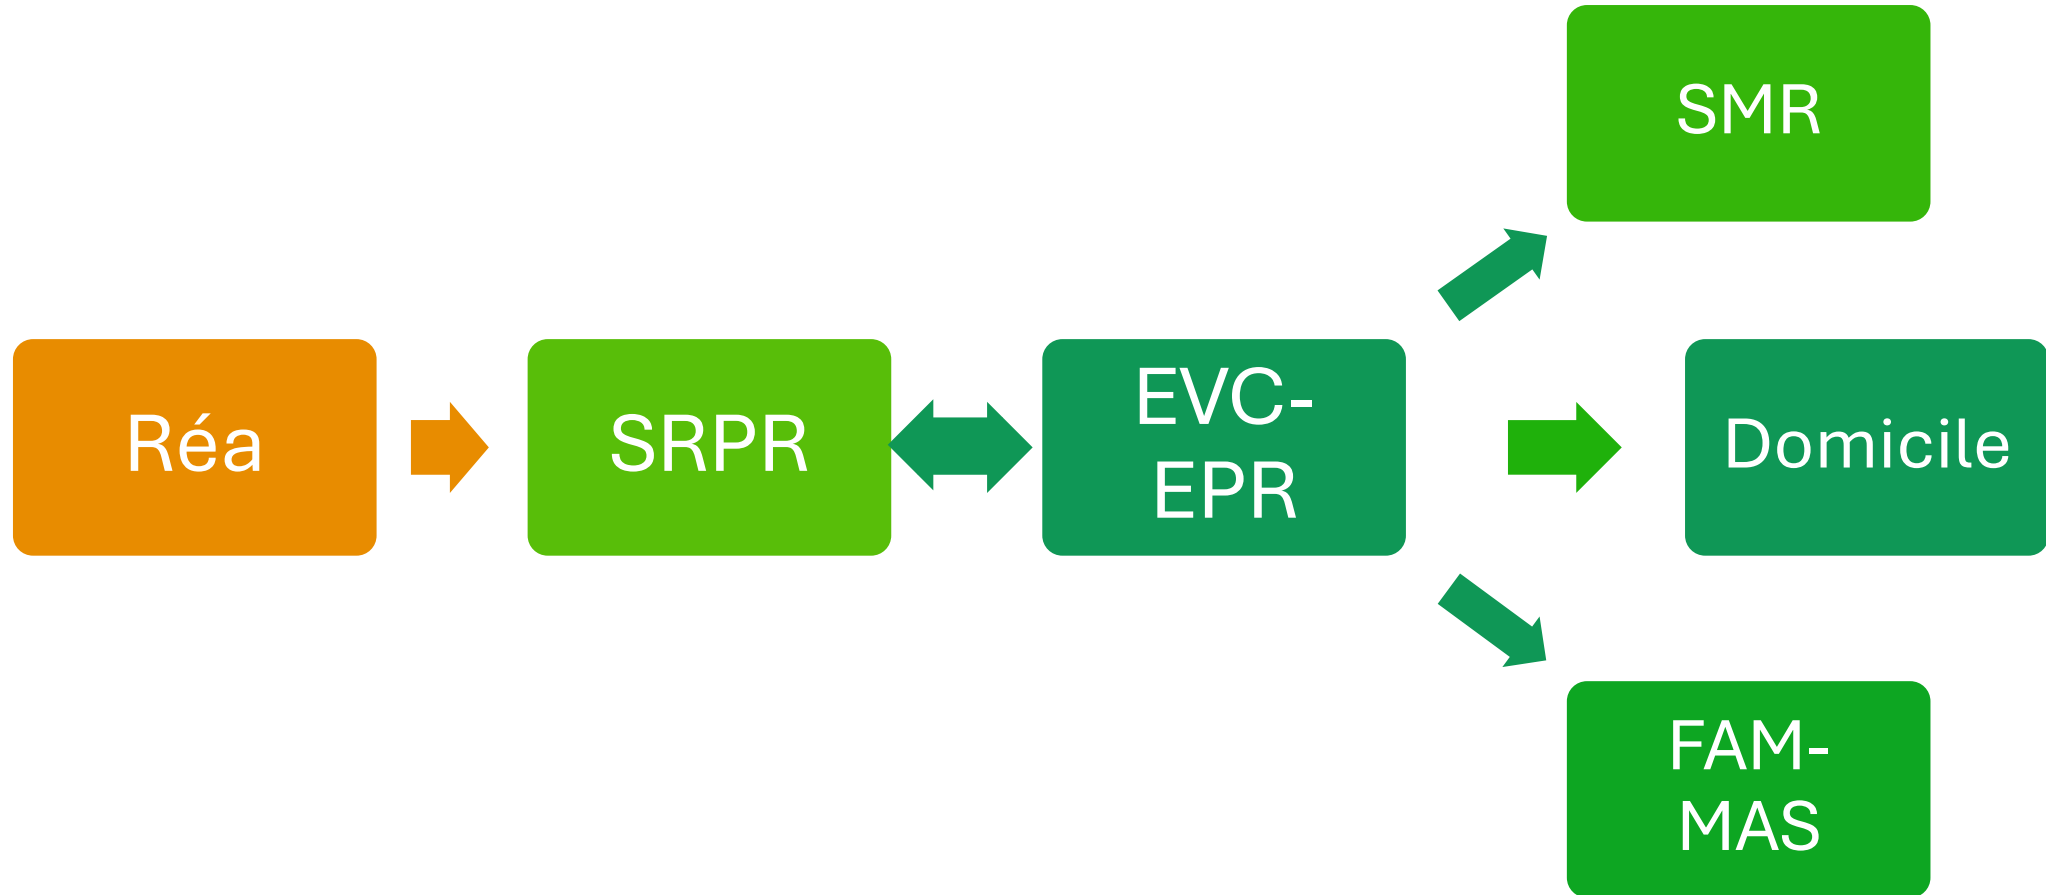 SMR
Réa
SRPR
EVC-
EPR
Domicile
FAM-
MAS